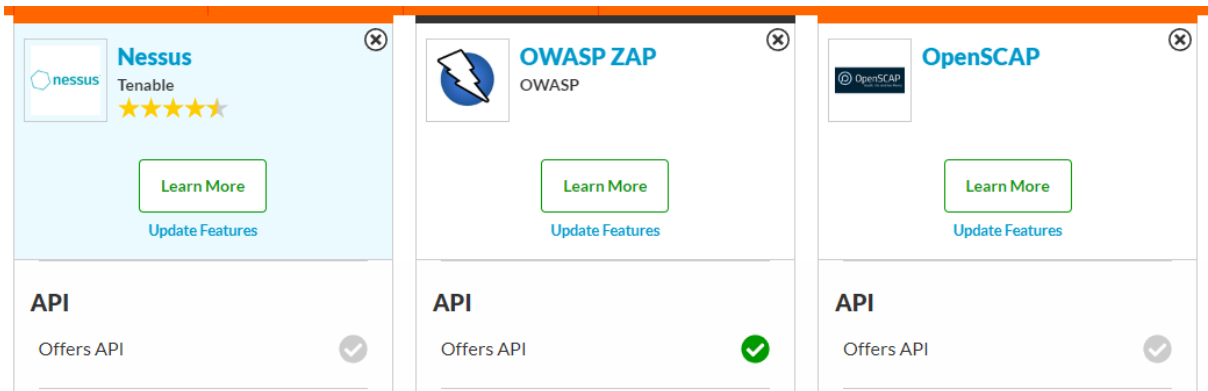 nessus
Nessus
Tenable
Learn More
Update Features
API
Offers API
OWASP ZAP
OWASP
Learn More
Update Features
API
Offers API
OpenSCAP
OpenSCAP
Learn More
Update Features
API
Offers API